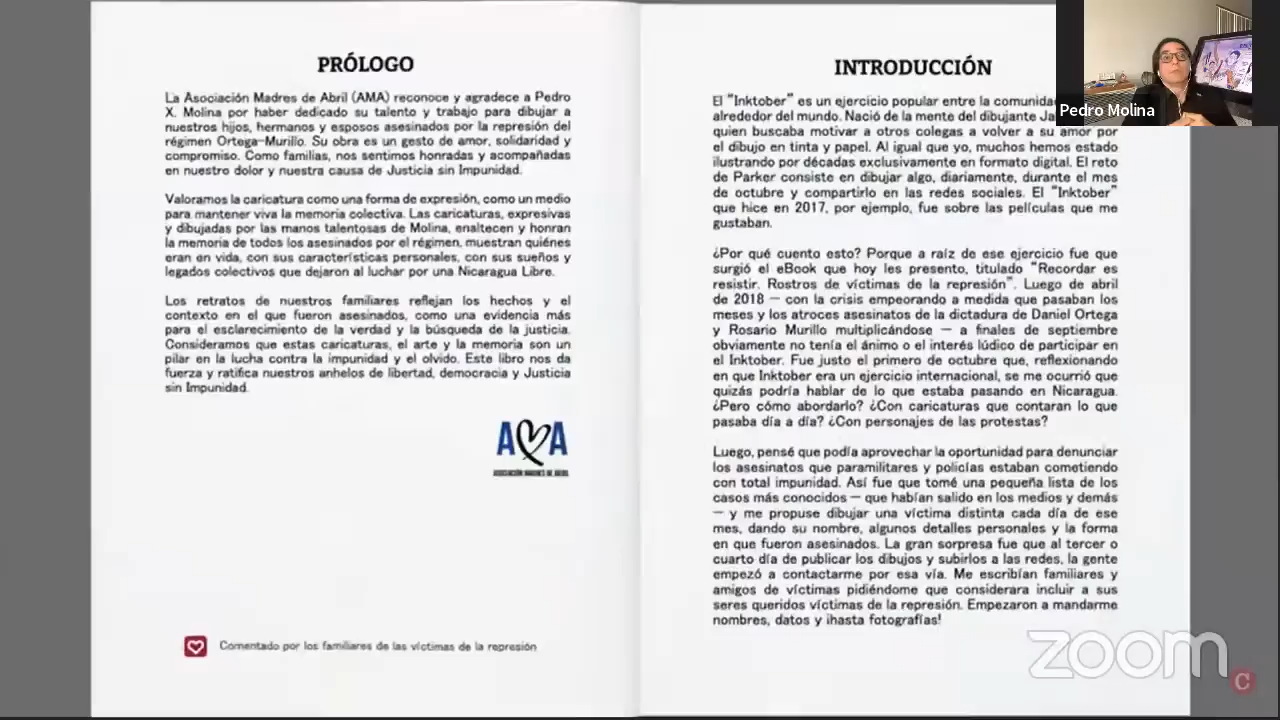 PRÓLOGO
La Asociación Madres de Abril (AMA) reconoce y agradece a Pedro
X. Molina por haber dedicado su talento y trabajo para dibujar a
nuestros hijos, hermanos y esposos asesinados por la represión del
régimen Ortega-Murillo. Su obra es un gesto de amor, solidaridad y
compromiso. Como familias, nos sentimos honradas y acompañadas
en nuestro dolor y nuestra causa de Justicia sin Impunidad.
Valoramos la caricatura como una forma de expresión, como un medio
para mantener viva la memoria colectiva. Las caricaturas, expresivas
y dibujadas por las manos talentosas de Molina, enaltecen y honran
la memoria de todos los asesinados por el régimen, muestran quiénes
eran en vida, con sus características personales, con sus sueños y
legados colectivos que dejaron al luchar por una Nicaragua Libre.
Los retratos de nuestros familiares reflejan los hechos y el
contexto en el que fueron asesinados, como una evidencia más
para el esclarecimiento de la verdad y la búsqueda de la justicia.
Consideramos que estas caricaturas, el arte y la memoria son un
pilar en la lucha contra la impunidad y el olvido. Este libro nos da
fuerza y ratifica nuestros anhelos de libertad, democracia y Justicia
sin Impunidad.
AMA
ASOCIACIÓN MADRES DE ABRIL
Comentado por los familiares de las víctimas de la represión
INTRODUCCIÓN
El "Inktober" es un ejercicio popular entre la comunida
alrededor del mundo. Nació de la mente del dibujante Ja
quien buscaba motivar a otros colegas a volver a su amor por
el dibujo en tinta y papel. Al igual que yo, muchos hemos estado
ilustrando por décadas exclusivamente en formato digital. El reto
de Parker consiste en dibujar algo, diariamente, durante el mes
de octubre y compartirlo en las redes sociales. El "Inktober"
que hice en 2017, por ejemplo, fue sobre las películas que me
gustaban.
¿Por qué cuento esto? Porque a raíz de ese ejercicio fue que
surgió el eBook que hoy les presento, titulado "Recordar es
resistir. Rostros de víctimas de la represión". Luego de abril
de 2018 — con la crisis empeorando a medida que pasaban los
meses y los atroces asesinatos de la dictadura de Daniel Ortega
y Rosario Murillo multiplicándose — a finales de septiembre
obviamente no tenía el ánimo o el interés lúdico de participar en
el Inktober. Fue justo el primero de octubre que, reflexionando
en que Inktober era un ejercicio internacional, se me ocurrió que
quizás podría hablar de lo que estaba pasando en Nicaragua.
¿Pero cómo abordarlo? ¿Con caricaturas que contaran lo que
pasaba día a día? ¿Con personajes de las protestas?
Luego, pensé que podía aprovechar la oportunidad para denunciar
los asesinatos que paramilitares y policías estaban cometiendo
con total impunidad. Así fue que tomé una pequeña lista de los
casos más conocidos — que habían salido en los medios y demás
— y me propuse dibujar una víctima distinta cada día de ese
mes, dando su nombre, algunos detalles personales y la forma
en que fueron asesinados. La gran sorpresa fue que al tercer o
cuarto día de publicar los dibujos y subirlos a las redes, la gente
empezó a contactarme por esa vía. Me escribían familiares y
amigos de víctimas pidiéndome que considerara incluir a sus
seres queridos víctimas de la represión. Empezaron a mandarme
nombres, datos y ¡hasta fotografías!
Pedro Molina
zoom
C